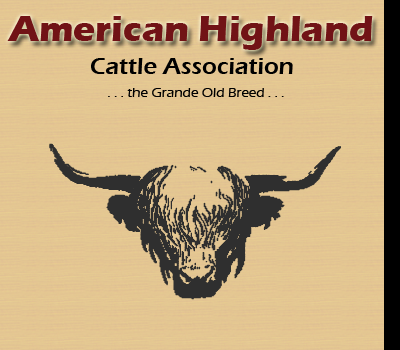 American Highland
Cattle Association
. . . the Grande Old Breed . . .